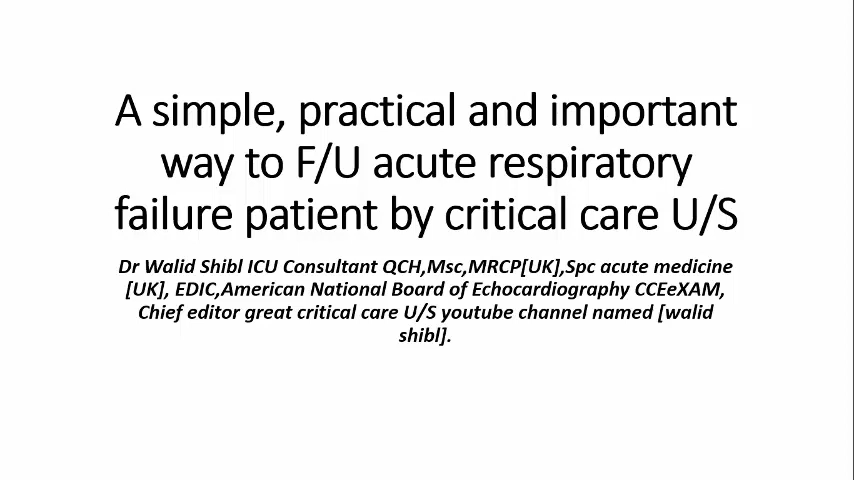 A simple, practical and important
way to F/U acute respiratory
failure patient by critical care U/S
Dr Walid Shibl ICU Consultant QCH,Msc,MRCP[UK],Spc acute medicine
[UK], EDIC,American National Board of Echocardiography CCEeXAM,
Chief editor great critical care U/S youtube channel named [walid
shibl].